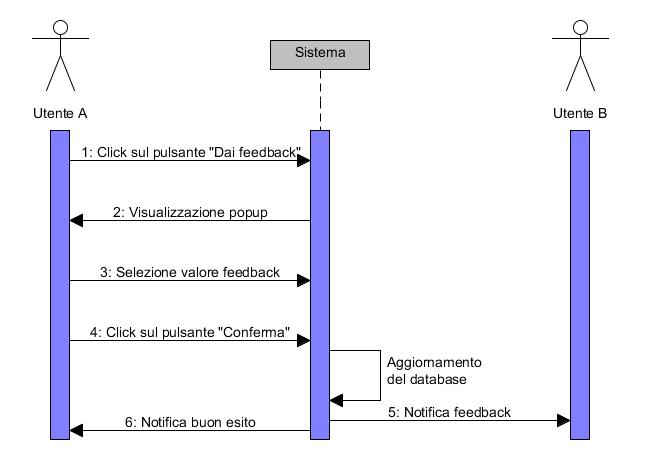 Sistema
Utente A
Utente B
1: Click sul pulsante "Dai feedback"
2: Visualizzazione popup
3: Selezione valore feedback
4: Click sul pulsante "Conferma"
Aggiornamento
del database
5: Notifica feedback
6: Notifica buon esito